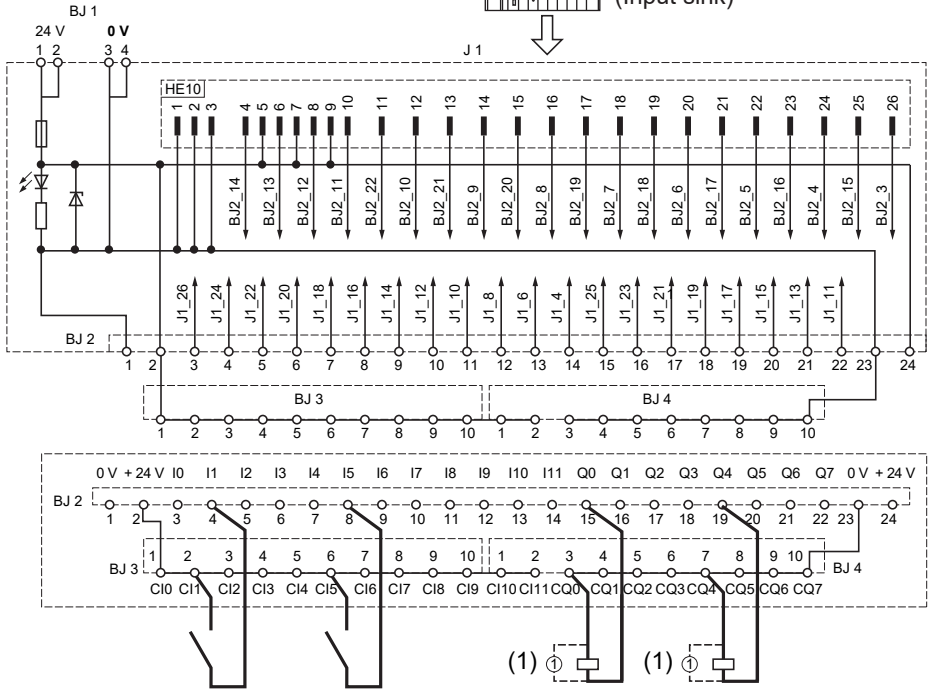 (input sink)
BJ 1
24 V 0 V
1 2 3 4
J 1
HE10
1 2 3 4 5 6 7 8 9 10 11 12 13 14 15 16 17 18 19 20 21 22 23 24 25 26
BJ2_14 BJ2_13 BJ2_12 BJ2_11 BJ2_22 BJ2_10 BJ2_21 BJ2_9 BJ2_20 BJ2_8 BJ2_19 BJ2_7 BJ2_18 BJ2_6 BJ2_17 BJ2_5 BJ2_16 BJ2_4 BJ2_15 BJ2_3
J1_26 J1_24 J1_22 J1_20 J1_18 J1_16 J1_14 J1_12 J1_10 J1_8 J1_6 J1_4 J1_25 J1_23 J1_21 J1_19 J1_17 J1_15 J1_13 J1_11
BJ 2
1 2 3 4 5 6 7 8 9 10 11 12 13 14 15 16 17 18 19 20 21 22 23 24
BJ 3 BJ 4
1 2 3 4 5 6 7 8 9 10 1 2 3 4 5 6 7 8 9 10
0 V + 24 V I0 I1 I2 I3 I4 I5 I6 I7 I8 I9 I10 I11 Q0 Q1 Q2 Q3 Q4 Q5 Q6 Q7 0 V + 24 V
BJ 2
1 2 3 4 5 6 7 8 9 10 11 12 13 14 15 16 17 18 19 20 21 22 23 24
1 2 3 4 5 6 7 8 9 10 1 2 3 4 5 6 7 8 9 10
BJ 3 BJ 4
CI0 CI1 CI2 CI3 CI4 CI5 CI6 CI7 CI8 CI9 CI10 CI11 CQ0 CQ1 CQ2 CQ3 CQ4 CQ5 CQ6 CQ7
(1) 1 (1) 1